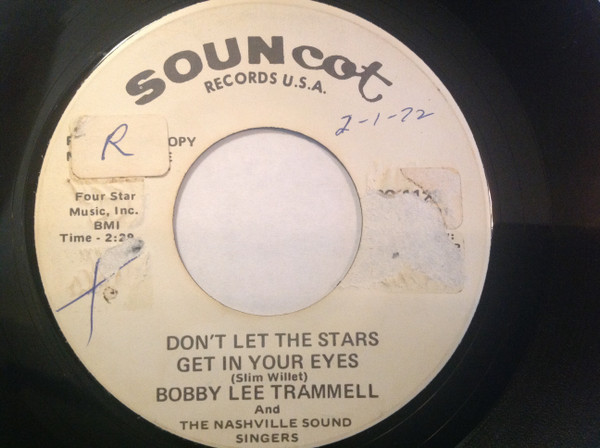 SOUNcot
RECORDS U.S.A.
2-1-72
R
OPY
Four Star
Music, Inc.
BMI
Time - 2:29
DON'T LET THE STARS
GET IN YOUR EYES
(Slim Willet)
BOBBY LEE TRAMMELL
And
THE NASHVILLE SOUND
SINGERS